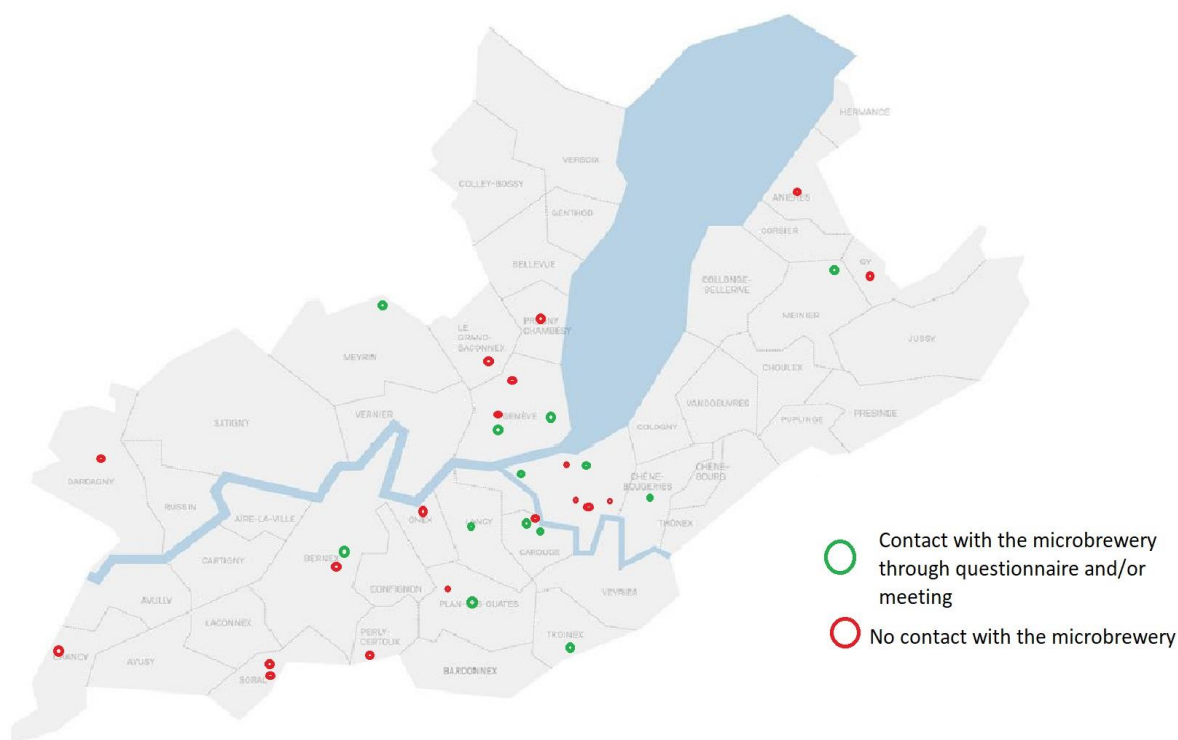 HERMANCE
VERSOIX
COLLEY-BOSSY
ANIÈRES
GENTHOD
CORSIER
BELLEVUE
GY
COLLONGE-
BELLERIVE
MEINIER
LE
GRAND-
SACONNEX
CHAMBESY
MEYRIN
JUSSY
CHOULEX
VANDOEUVRES
VERNIER
GENÈVE
PUPLINGE
PRESINGE
SATIGNY
COLOGNY
DARDAGNY
CHÊNE-
BOUGERIES
CHÊNE-
BOURG
RUSSIN
AIRE-LA-VILLE
ONEX
LANCY
THÔNEX
CAROUGE
BERNEX
CARTIGNY
CONFIGNON
VEYRIER
AVULLY
PLAN-LES-OUATES
LACONNEX
PERLY-
CERTOUX
TROINEX
CHANCY
AVUSY
SORAL
BARDONNEX
Contact with the microbrewery
through questionnaire and/or
meeting
No contact with the microbrewery